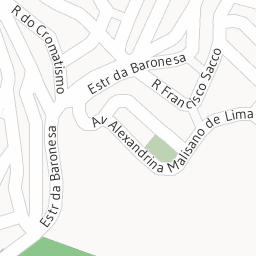 R do Cromatismo
Estr da Baronesa
R Francisco Sacco
Av Alexandrina Malisano de Lima
Estr da Baronesa